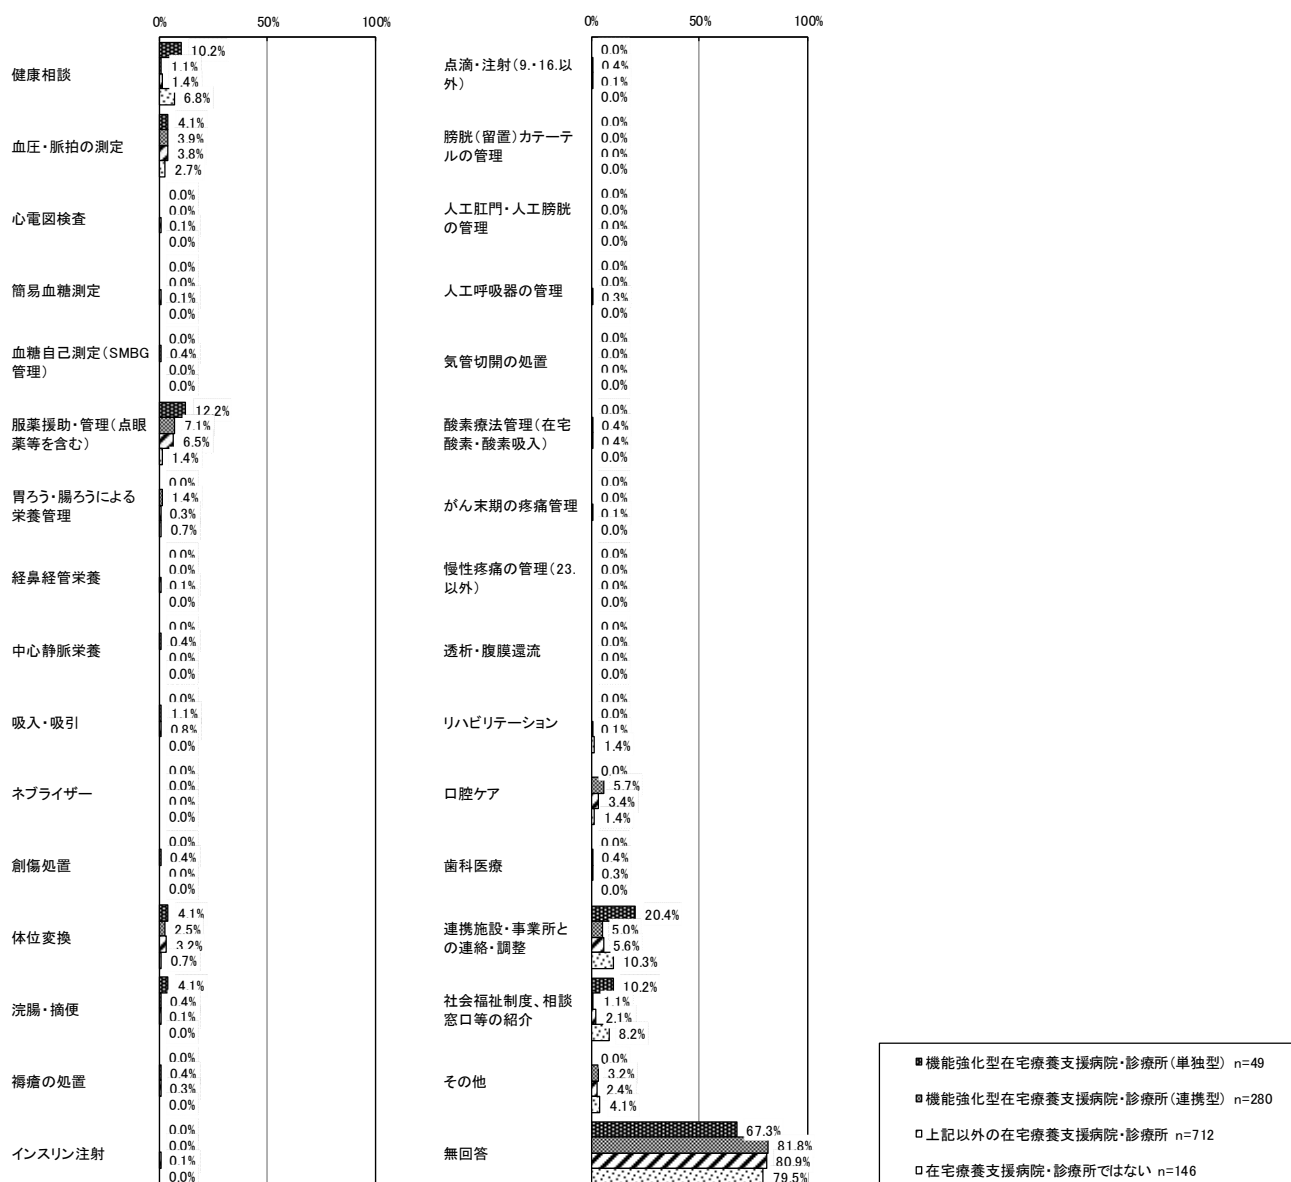 0% 50% 100%
健康相談
10.2%
1.1%
1.4%
6.8%
血圧・脈拍の測定
4.1%
3.9%
3.8%
2.7%
心電図検査
0.0%
0.0%
0.1%
0.0%
簡易血糖測定
0.0%
0.0%
0.1%
0.0%
血糖自己測定(SMBG
管理)
0.0%
0.4%
0.0%
0.0%
服薬援助・管理(点眼
薬等を含む)
12.2%
7.1%
6.5%
1.4%
胃ろう・腸ろうによる
栄養管理
0.0%
1.4%
0.3%
0.7%
経鼻経管栄養
0.0%
0.0%
0.1%
0.0%
中心静脈栄養
0.0%
0.4%
0.0%
0.0%
吸入・吸引
0.0%
1.1%
0.8%
0.0%
ネブライザー
0.0%
0.0%
0.0%
0.0%
創傷処置
0.0%
0.4%
0.0%
0.0%
体位変換
4.1%
2.5%
3.2%
0.7%
浣腸・摘便
4.1%
0.4%
0.1%
0.0%
褥瘡の処置
0.0%
0.4%
0.3%
0.0%
インスリン注射
0.0%
0.0%
0.1%
0.0%
0% 50% 100%
点滴・注射(9.・16.以
外)
0.0%
0.4%
0.1%
0.0%
膀胱(留置)カテーテ
ルの管理
0.0%
0.0%
0.0%
0.0%
人工肛門・人工膀胱
の管理
0.0%
0.0%
0.0%
0.0%
人工呼吸器の管理
0.0%
0.0%
0.3%
0.0%
気管切開の処置
0.0%
0.0%
0.0%
0.0%
酸素療法管理(在宅
酸素・酸素吸入)
0.0%
0.4%
0.4%
0.0%
がん末期の疼痛管理
0.0%
0.0%
0.1%
0.0%
慢性疼痛の管理(23.
以外)
0.0%
0.0%
0.0%
0.0%
透析・腹膜還流
0.0%
0.0%
0.0%
0.0%
リハビリテーション
0.0%
0.0%
0.1%
1.4%
口腔ケア
0.0%
5.7%
3.4%
1.4%
歯科医療
0.0%
0.4%
0.3%
0.0%
連携施設・事業所と
の連絡・調整
20.4%
5.0%
5.6%
10.3%
社会福祉制度、相談
窓口等の紹介
10.2%
1.1%
2.1%
8.2%
その他
0.0%
3.2%
2.4%
4.1%
無回答
67.3%
81.8%
80.9%
79.5%
機能強化型在宅療養支援病院・診療所(単独型) n=49
機能強化型在宅療養支援病院・診療所(連携型) n=280
上記以外の在宅療養支援病院・診療所 n=712
在宅療養支援病院・診療所ではない n=146